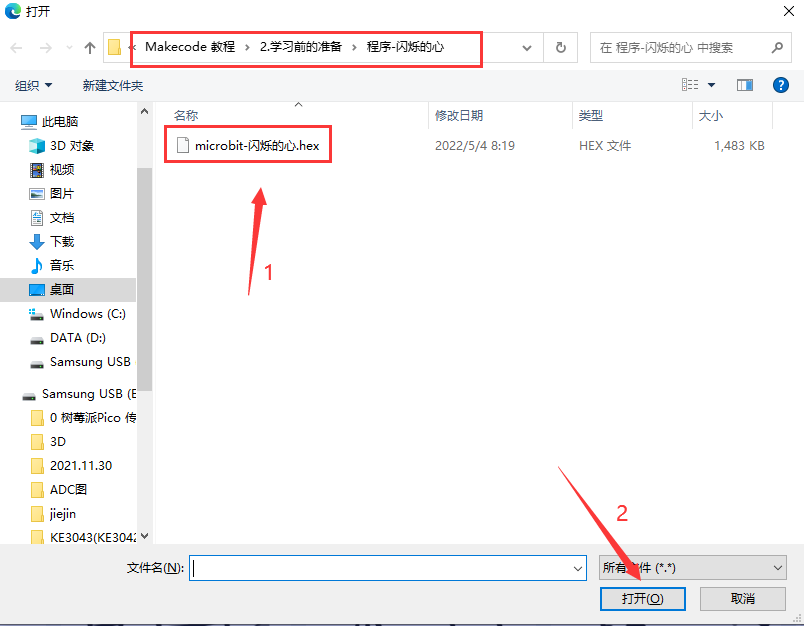 打开
« Makecode 教程 › 2.学习前的准备 › 程序-闪烁的心
在 程序-闪烁的心 中搜索
组织 新建文件夹
名称 修改日期 类型 大小
microbit-闪烁的心.hex 2022/5/4 8:19 HEX 文件 1,483 KB
此电脑
3D 对象
视频
图片
文档
下载
音乐
桌面
Windows (C:)
DATA (D:)
Samsung USB
Samsung USB (E
0 树莓派Pico 传
3D
2021.11.30
ADC图
jiejin
KE3043(KE3042
1
2
文件名(N):
所有文件 (*.*)
打开(O) 取消